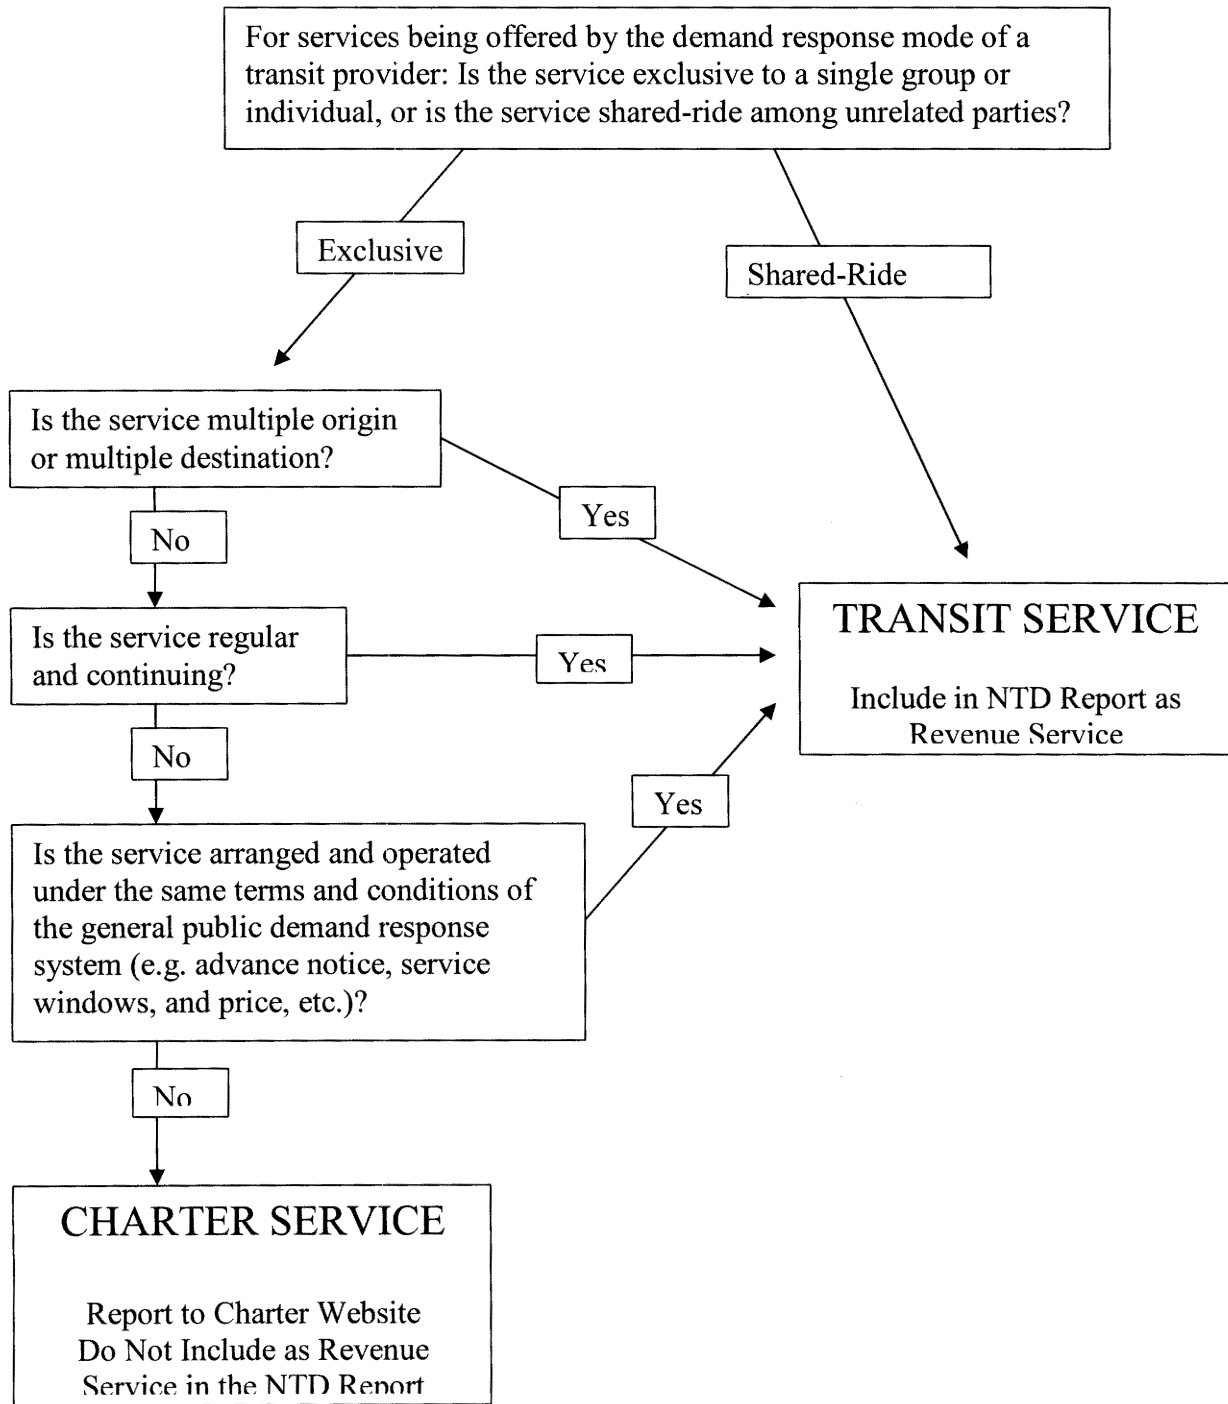 For services being offered by the demand response mode of a
transit provider: Is the service exclusive to a single group or
individual, or is the service shared-ride among unrelated parties?
Exclusive
Shared-Ride
Is the service multiple origin
or multiple destination?
Yes
No
TRANSIT SERVICE
Include in NTD Report as
Revenue Service
Is the service regular
and continuing?
Yes
No
Yes
Is the service arranged and operated
under the same terms and conditions of
the general public demand response
system (e.g. advance notice, service
windows, and price, etc.)?
No
CHARTER SERVICE
Report to Charter Website
Do Not Include as Revenue
Service in the NTD Report